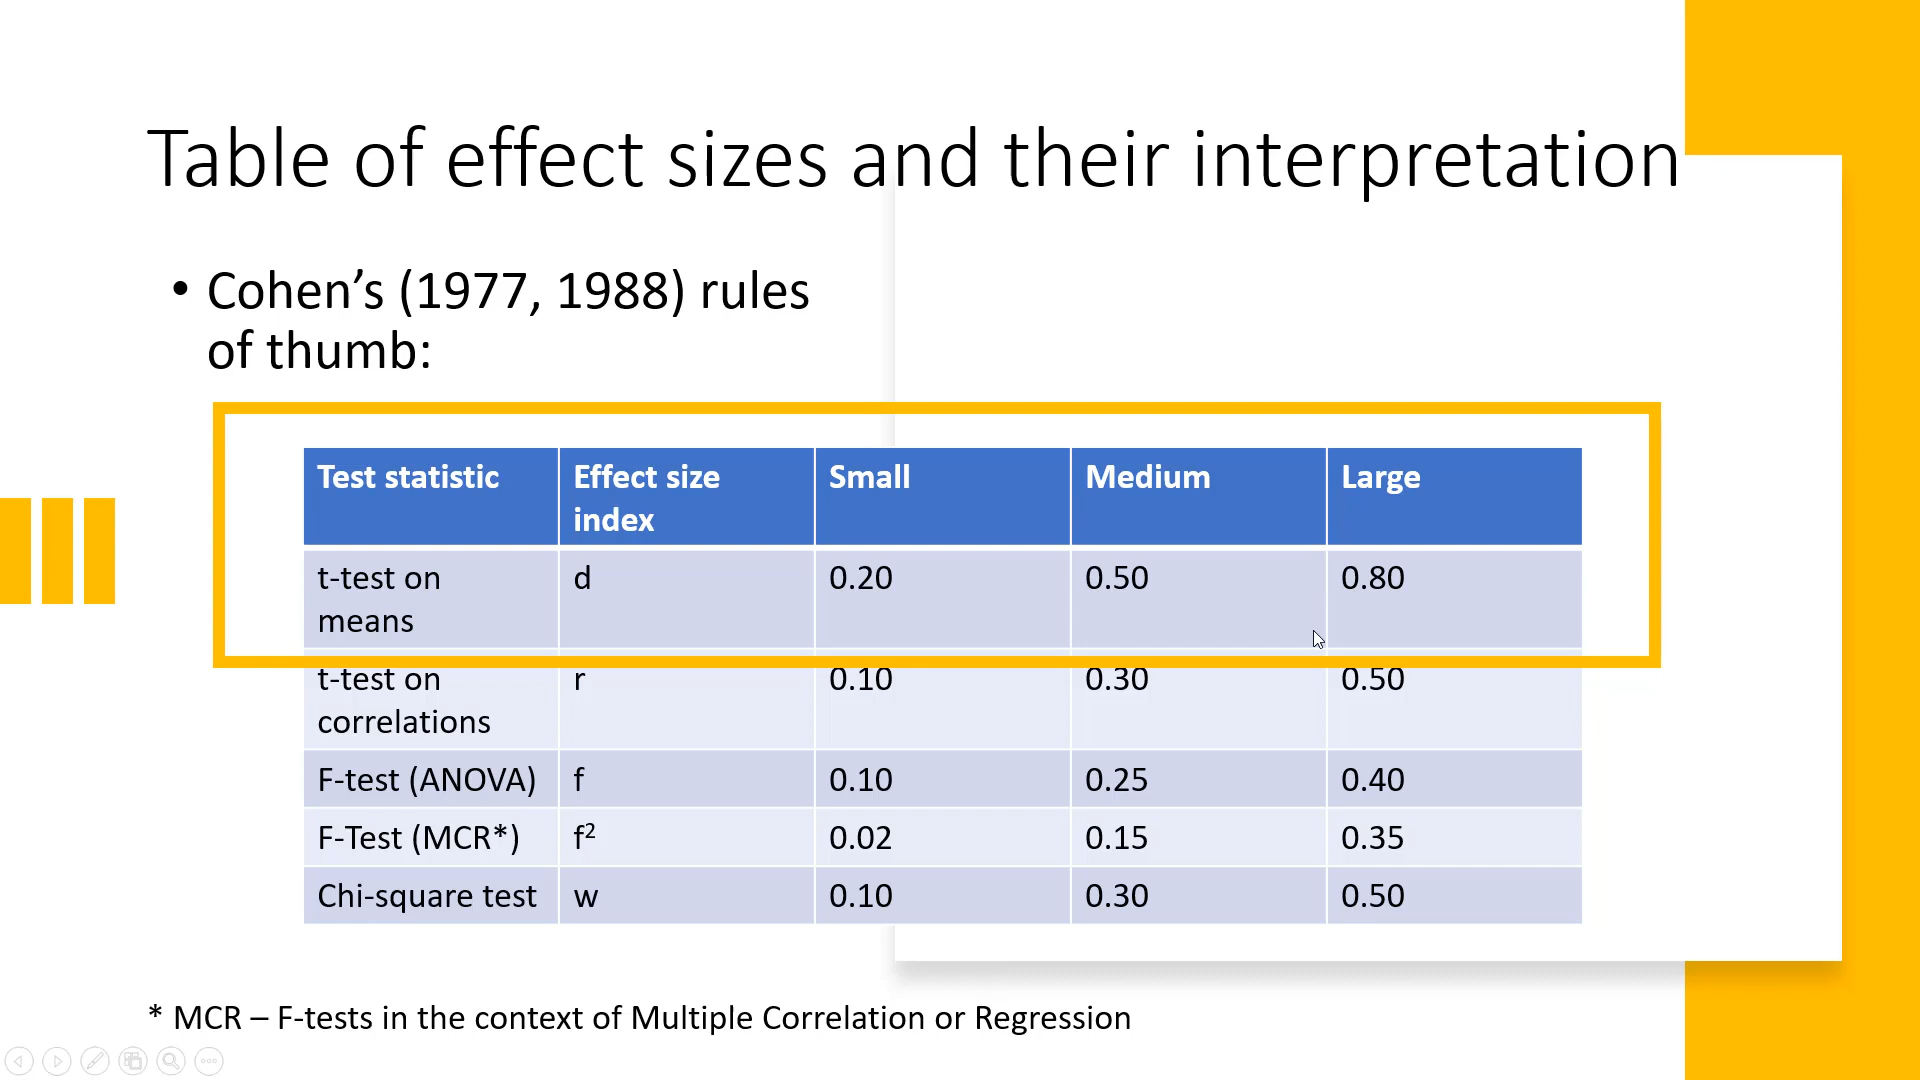 Table of effect sizes and their interpretation
• Cohen’s (1977, 1988) rules
of thumb:
Test statistic Effect size index Small Medium Large
t-test on means d 0.20 0.50 0.80
t-test on correlations r 0.10 0.30 0.50
F-test (ANOVA) f 0.10 0.25 0.40
F-Test (MCR*) f² 0.02 0.15 0.35
Chi-square test w 0.10 0.30 0.50
* MCR – F-tests in the context of Multiple Correlation or Regression